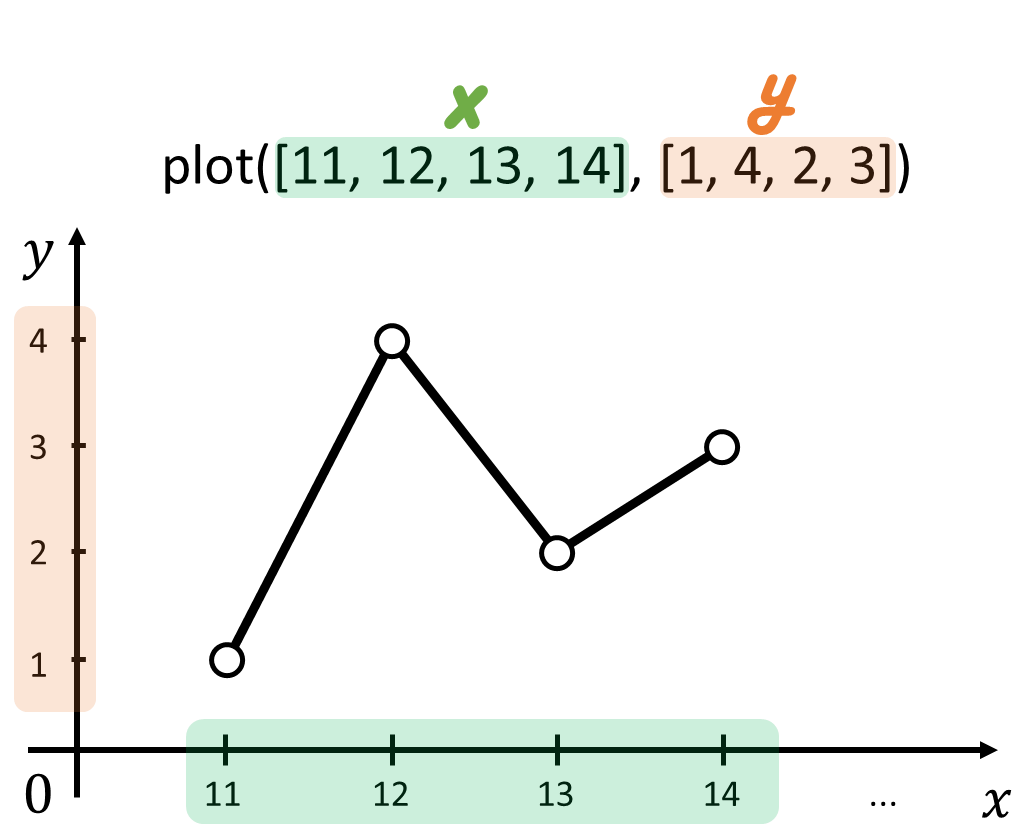 x y
plot([11, 12, 13, 14], [1, 4, 2, 3])
y
4
3
2
1
0 11 12 13 14 ... x